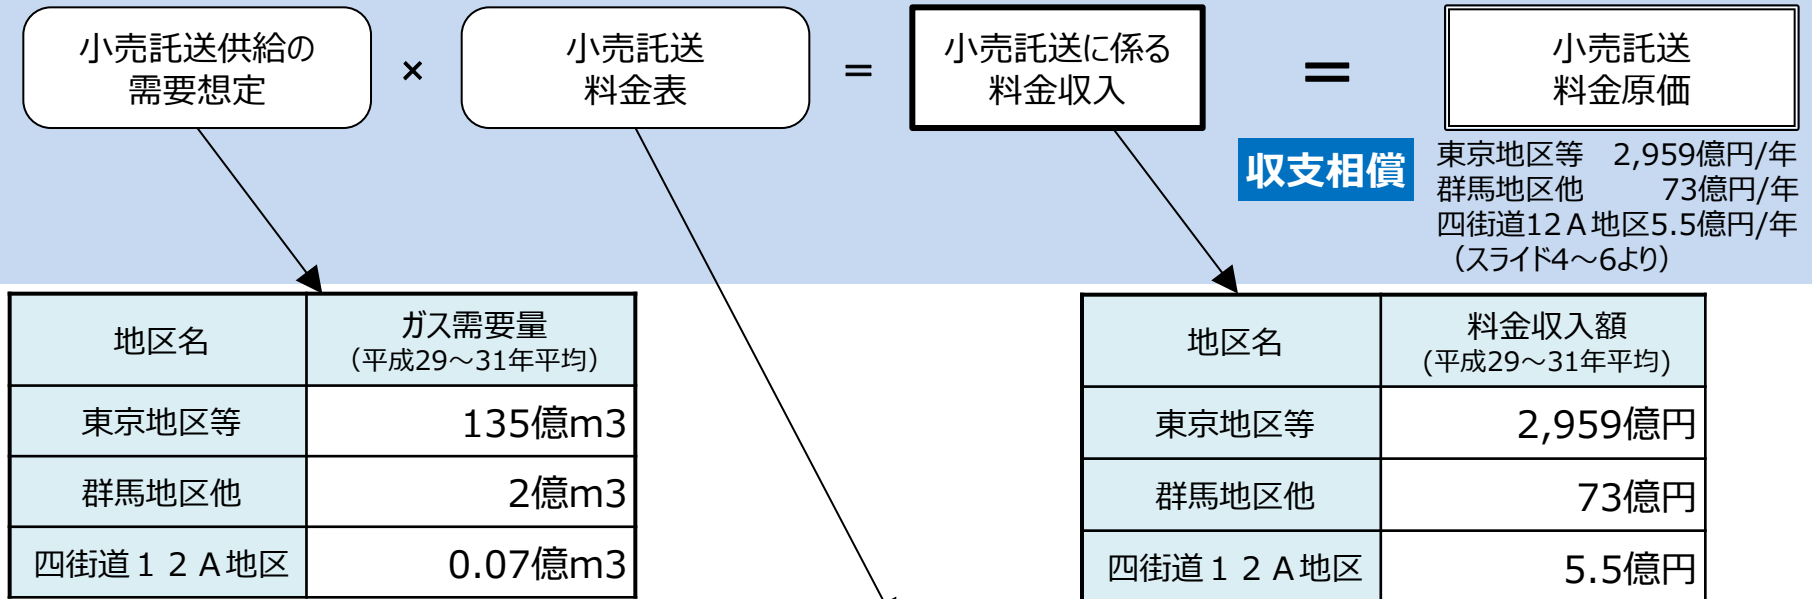 小売託送供給の
需要想定
×
小売託送
料金表
＝
小売託送に係る
料金収入
＝
小売託送
料金原価
収支相償
東京地区等　2,959億円/年
群馬地区他　　　73億円/年
四街道12Ａ地区5.5億円/年
（スライド4～6より）
地区名
ガス需要量
（平成29～31年平均）
東京地区等
135億m3
群馬地区他
2億m3
四街道１２Ａ地区
0.07億m3
地区名
料金収入額
(平成29～31年平均)
東京地区等
2,959億円
群馬地区他
73億円
四街道１２Ａ地区
5.5億円